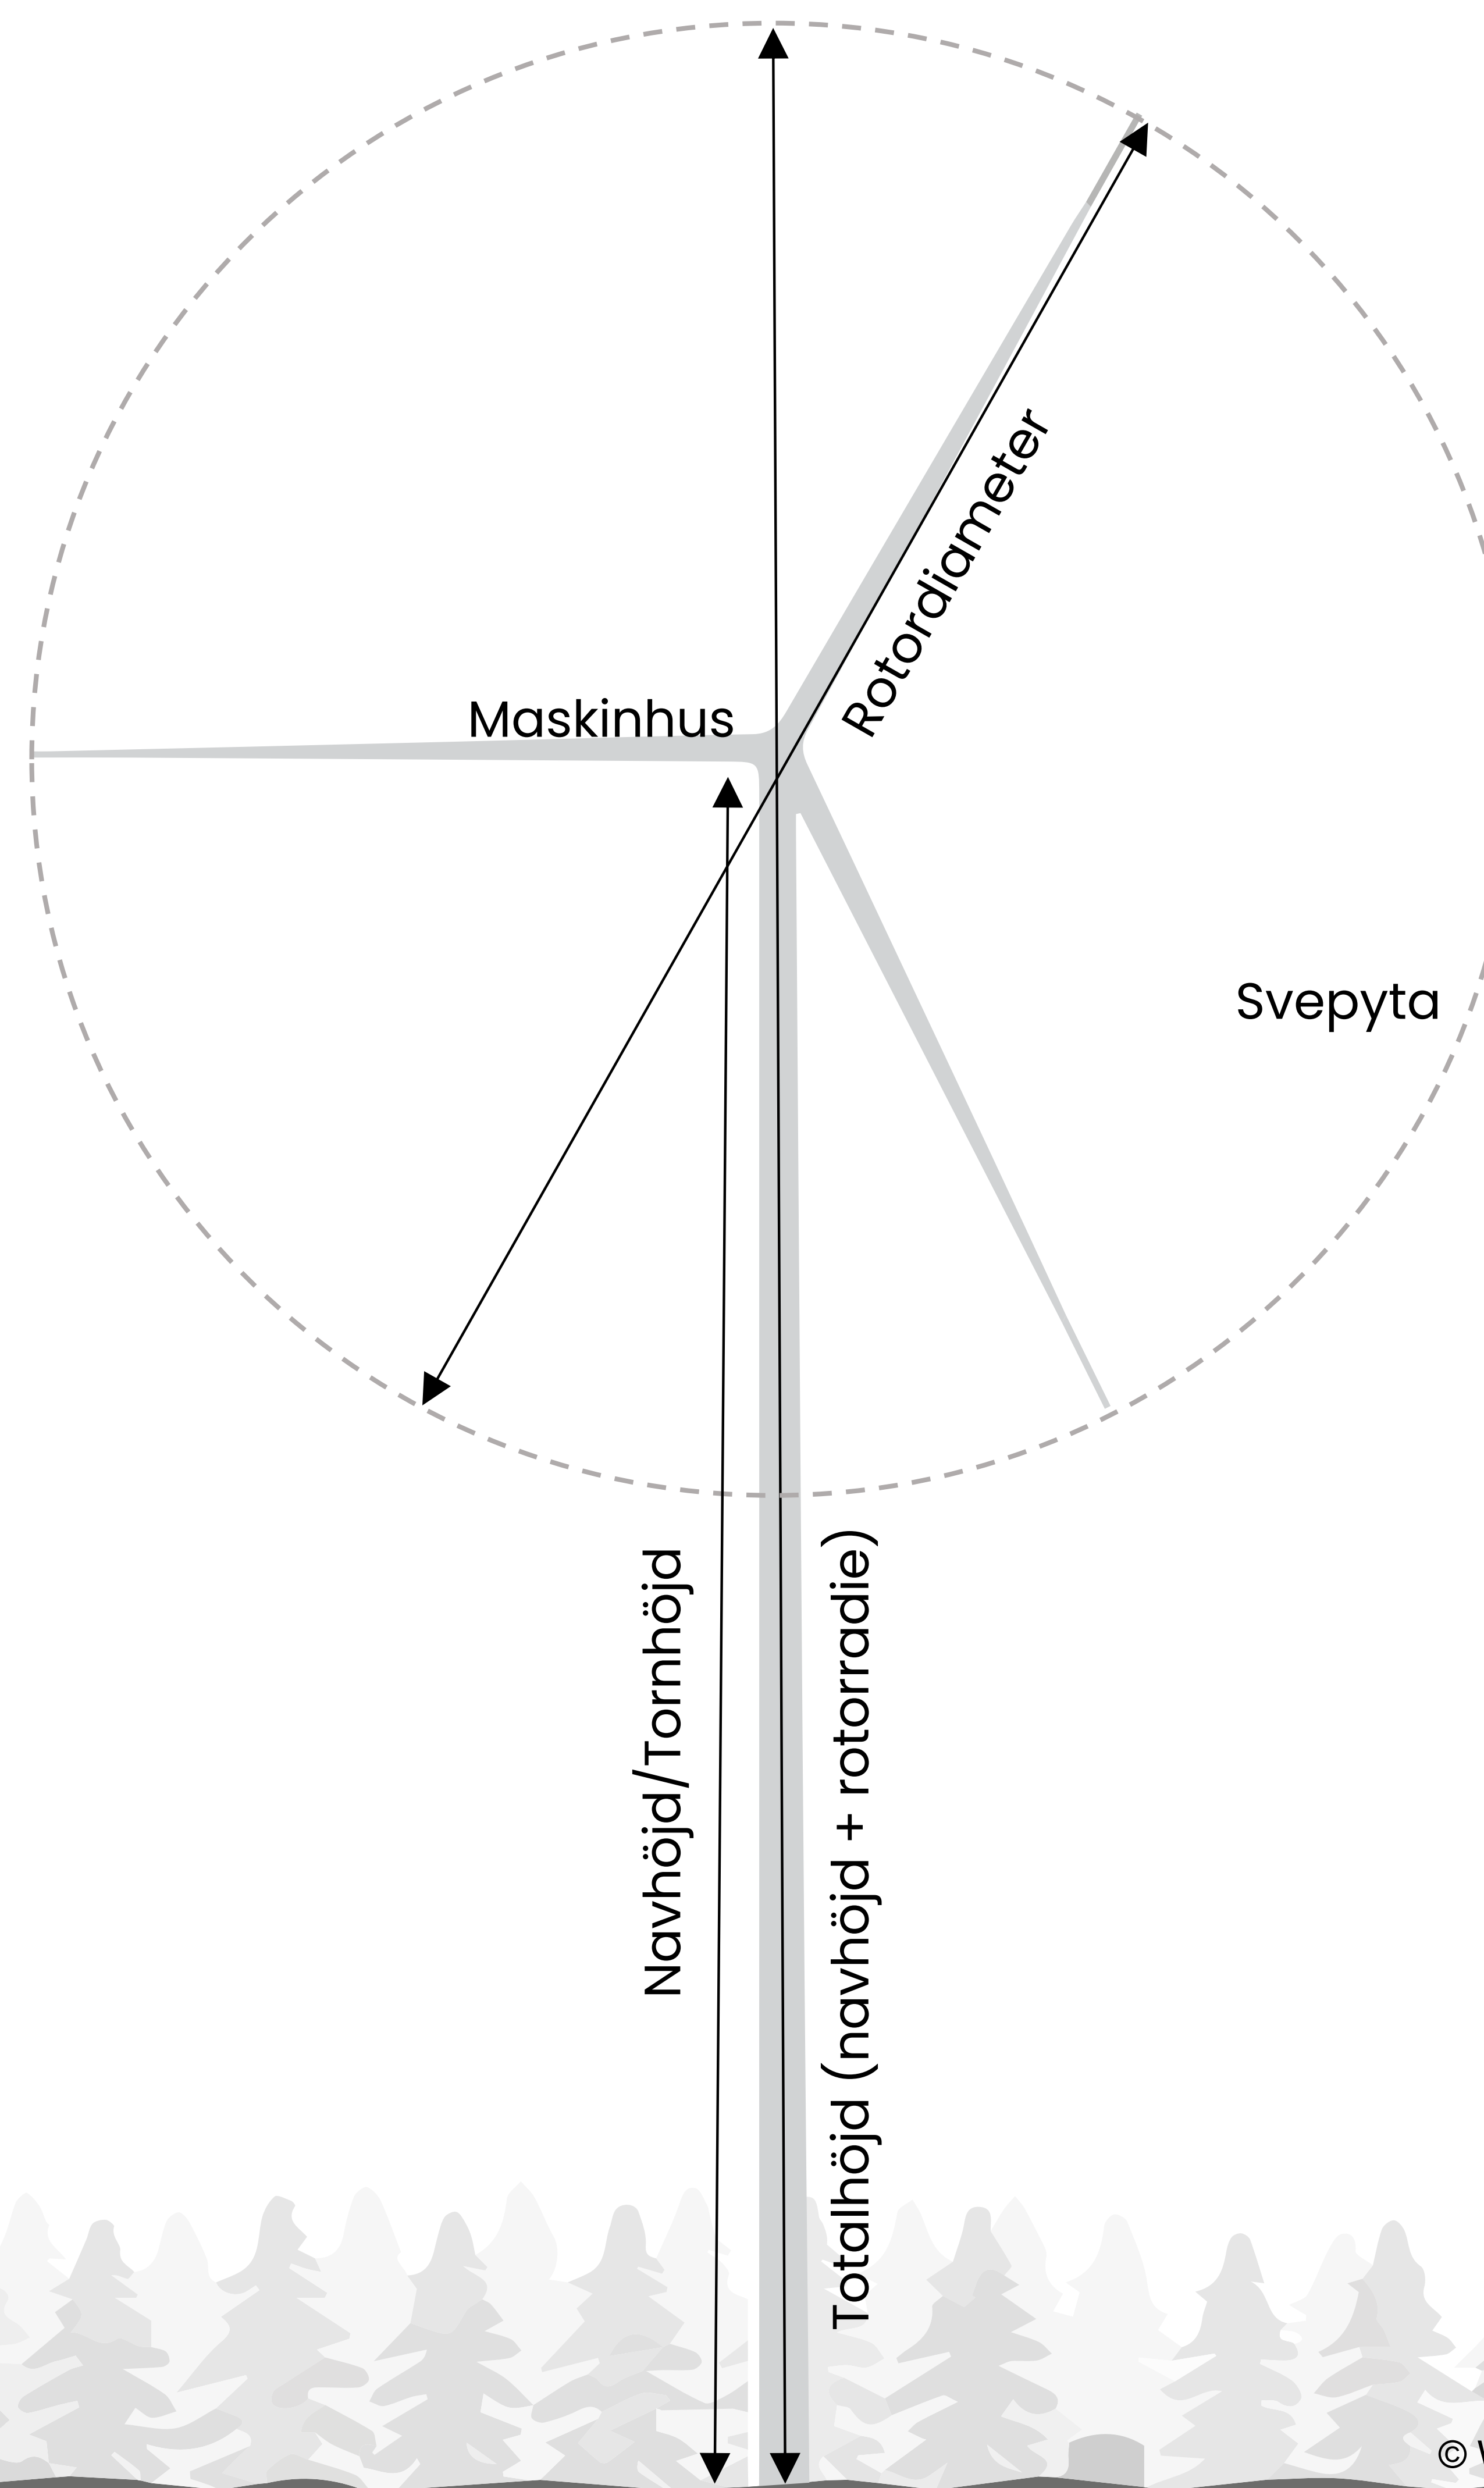 Rotordiameter
Maskinhus
Svepyta
Navhöjd/Tornhöjd
Totalhöjd (navhöjd + rotorradie)
©